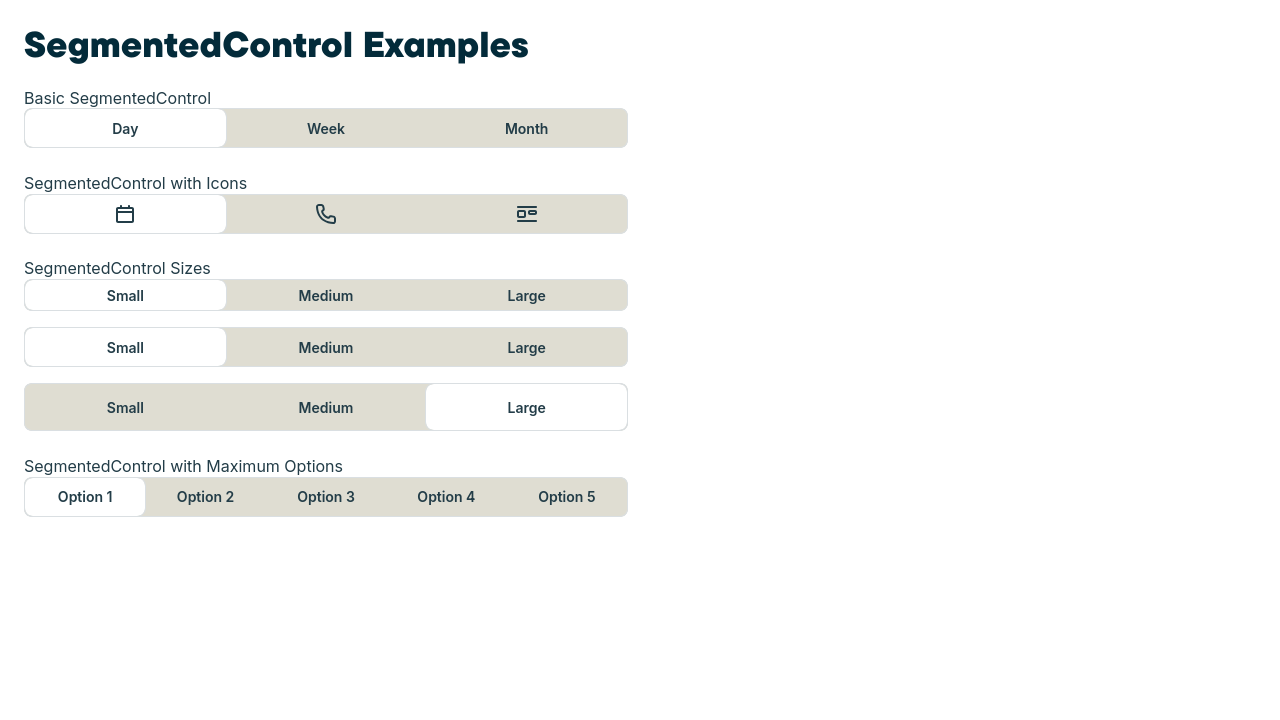 SegmentedControl Examples
Basic SegmentedControl
Day Week Month
SegmentedControl with Icons
SegmentedControl Sizes
Small Medium Large
Small Medium Large
Small Medium Large
SegmentedControl with Maximum Options
Option 1 Option 2 Option 3 Option 4 Option 5